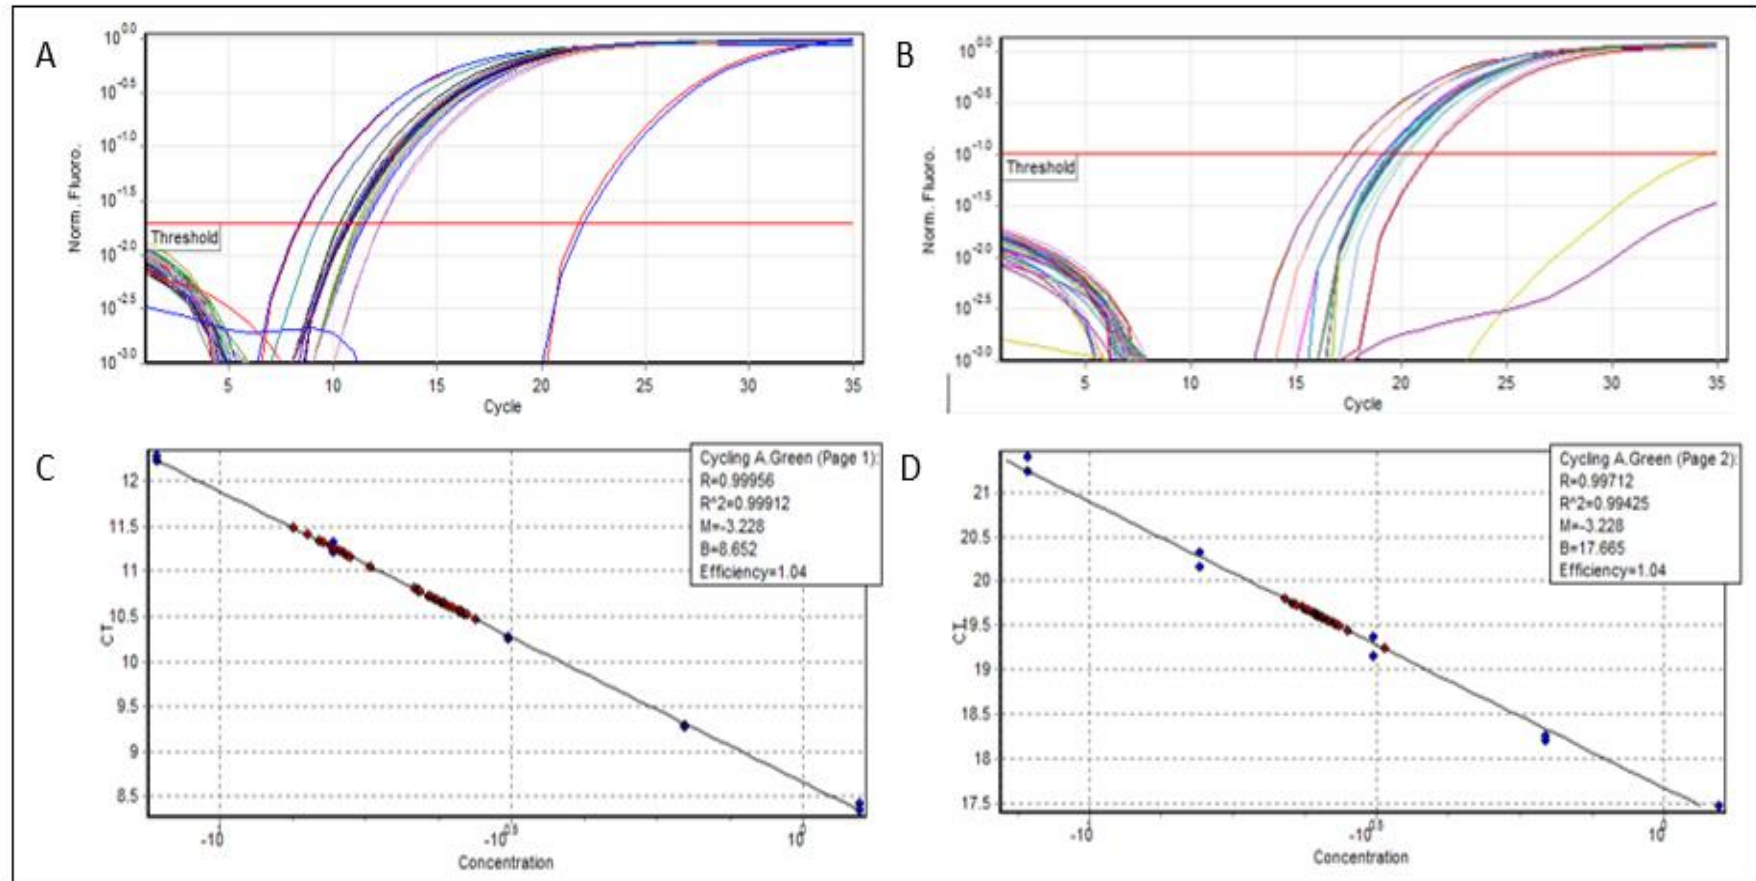 A
10^0.0
10^-0.5
10^-1.0
10^-1.5
10^-2.0
10^-2.5
10^-3.0
Norm. Fluoro.
Threshold
5 10 15 20 25 30 35
Cycle
B
10^0.0
10^-0.5
10^-1.0
10^-1.5
10^-2.0
10^-2.5
10^-3.0
Norm. Fluoro.
Threshold
5 10 15 20 25 30 35
Cycle
C
12
11.5
11
10.5
10
9.5
9
8.5
CT
Cycling A.Green (Page 1):
R=0.99956
R^2=0.99912
M=-3.228
B=8.652
Efficiency=1.04
-10 -10^0.5 10^0
Concentration
D
21
20.5
20
19.5
19
18.5
18
17.5
CT
Cycling A.Green (Page 2):
R=0.99712
R^2=0.99425
M=-3.228
B=17.665
Efficiency=1.04
-10 -10^0.5 10^0
Concentration